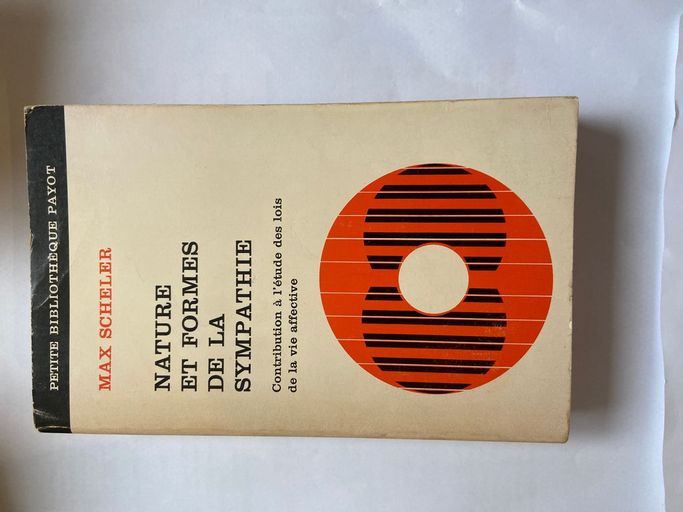 PETITE BIBLIOTHÈQUE PAYOT
MAX SCHELER
NATURE
ET FORMES
DE LA
SYMPATHIE
Contribution à l'étude des lois
de la vie affective